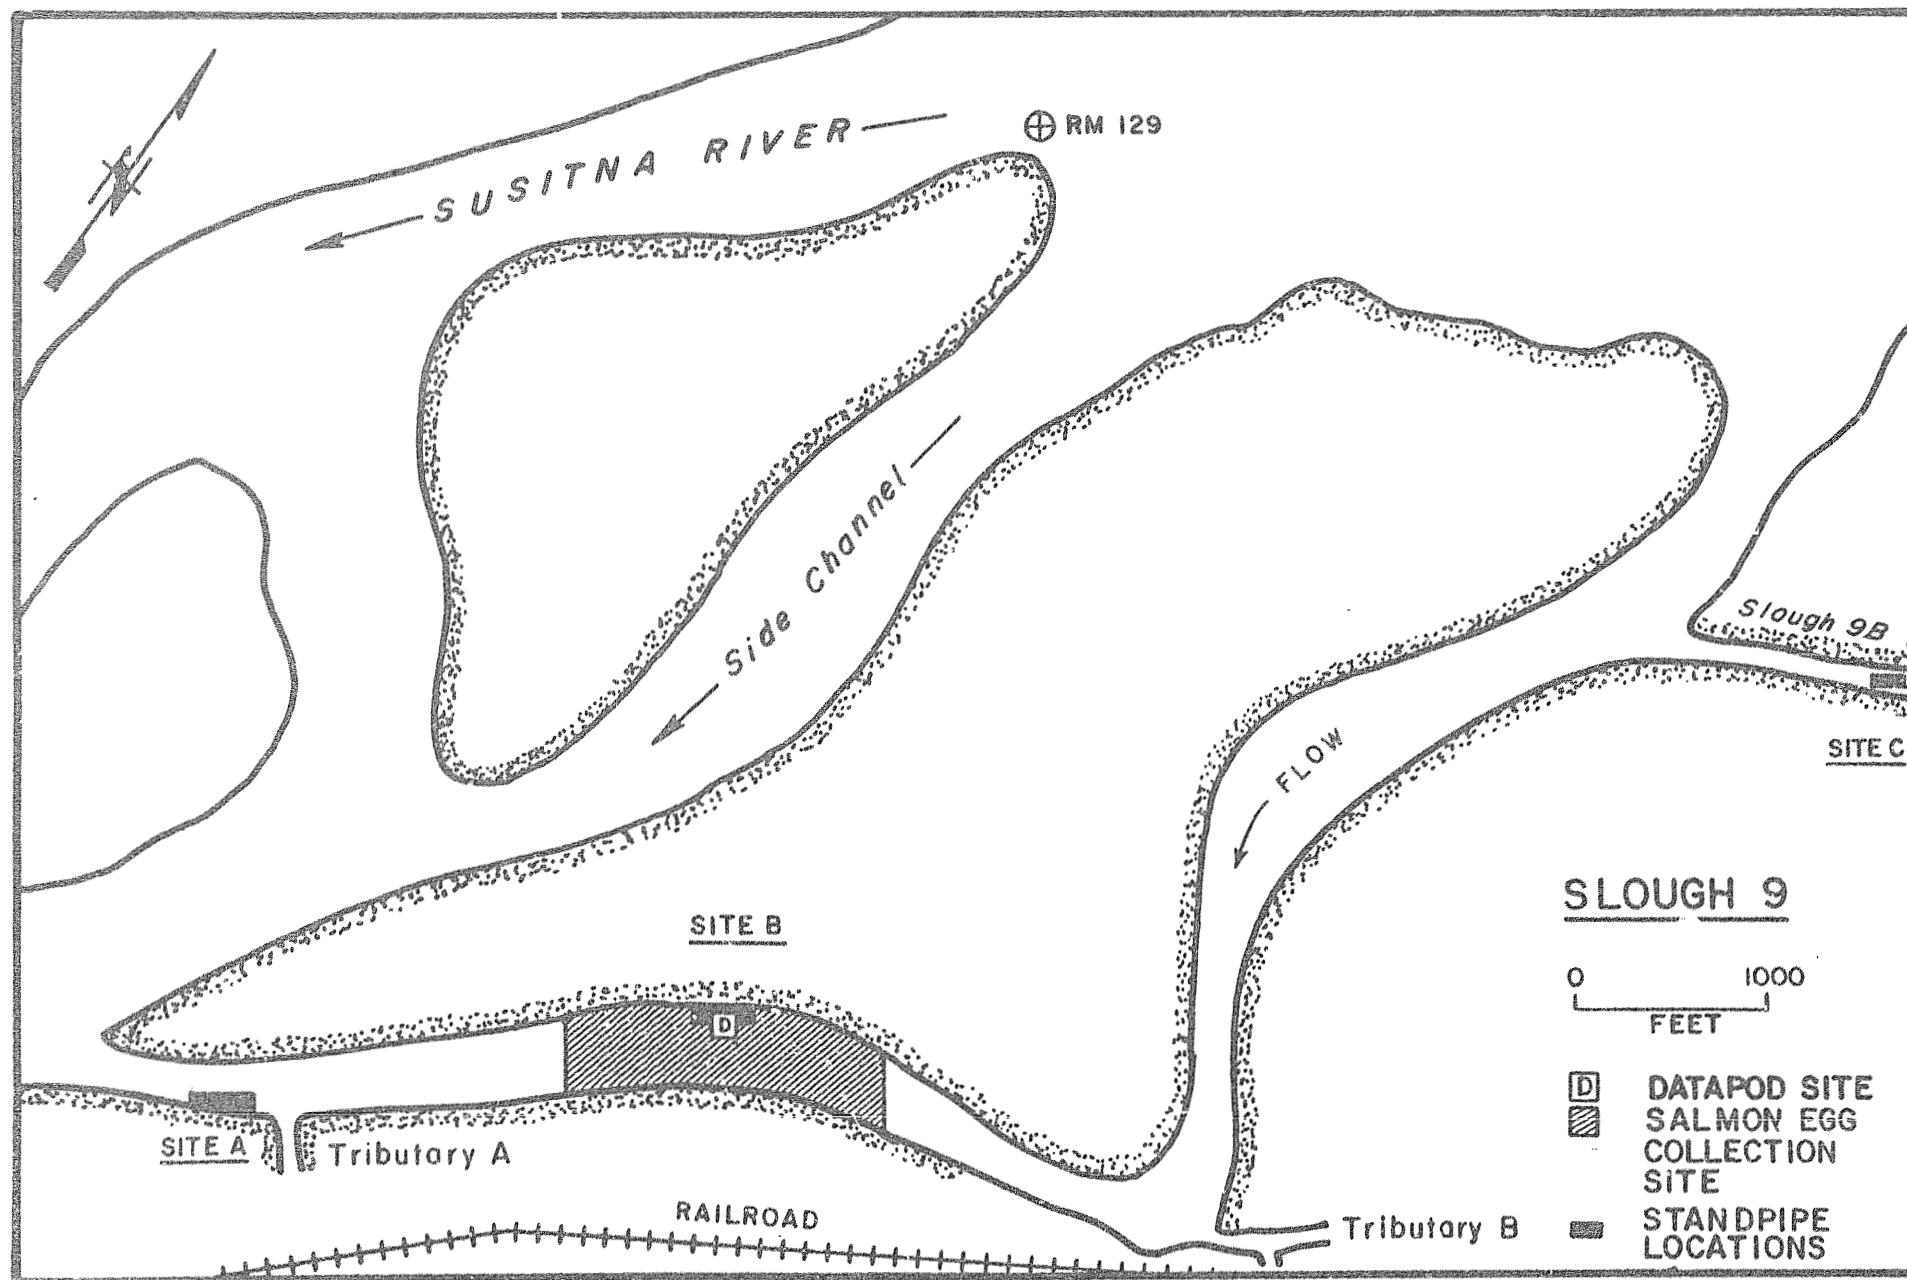 SUSITNA RIVER
RM 129
Side Channel
Slough 9B
SITE C
FLOW
SLOUGH 9
SITE B
0 1000
FEET
D
D DATAPOD SITE
SALMON EGG
COLLECTION
SITE
SITE A
Tributary A
RAILROAD
Tributary B
STANDPIPE
LOCATIONS